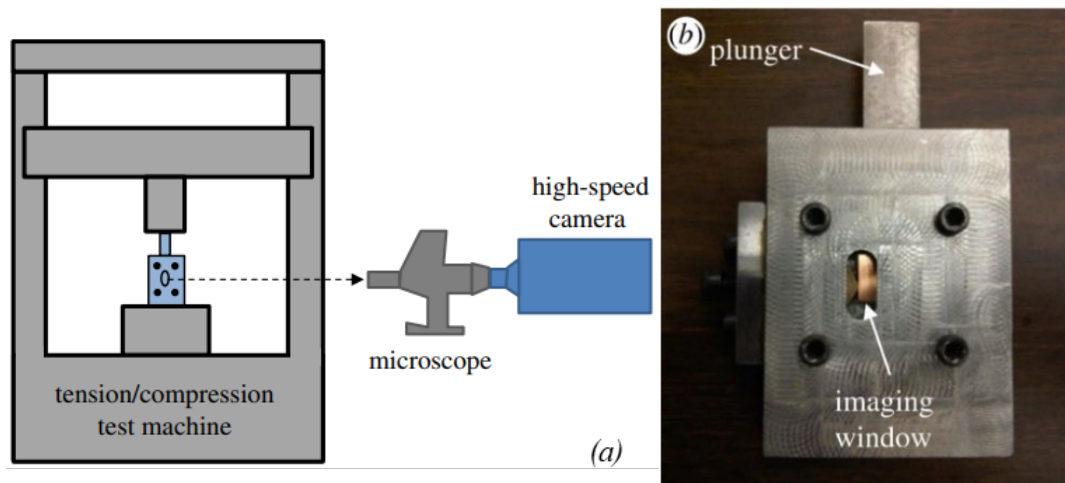 high-speed
camera
microscope
tension/compression
test machine
(a)
(b)
plunger
imaging
window